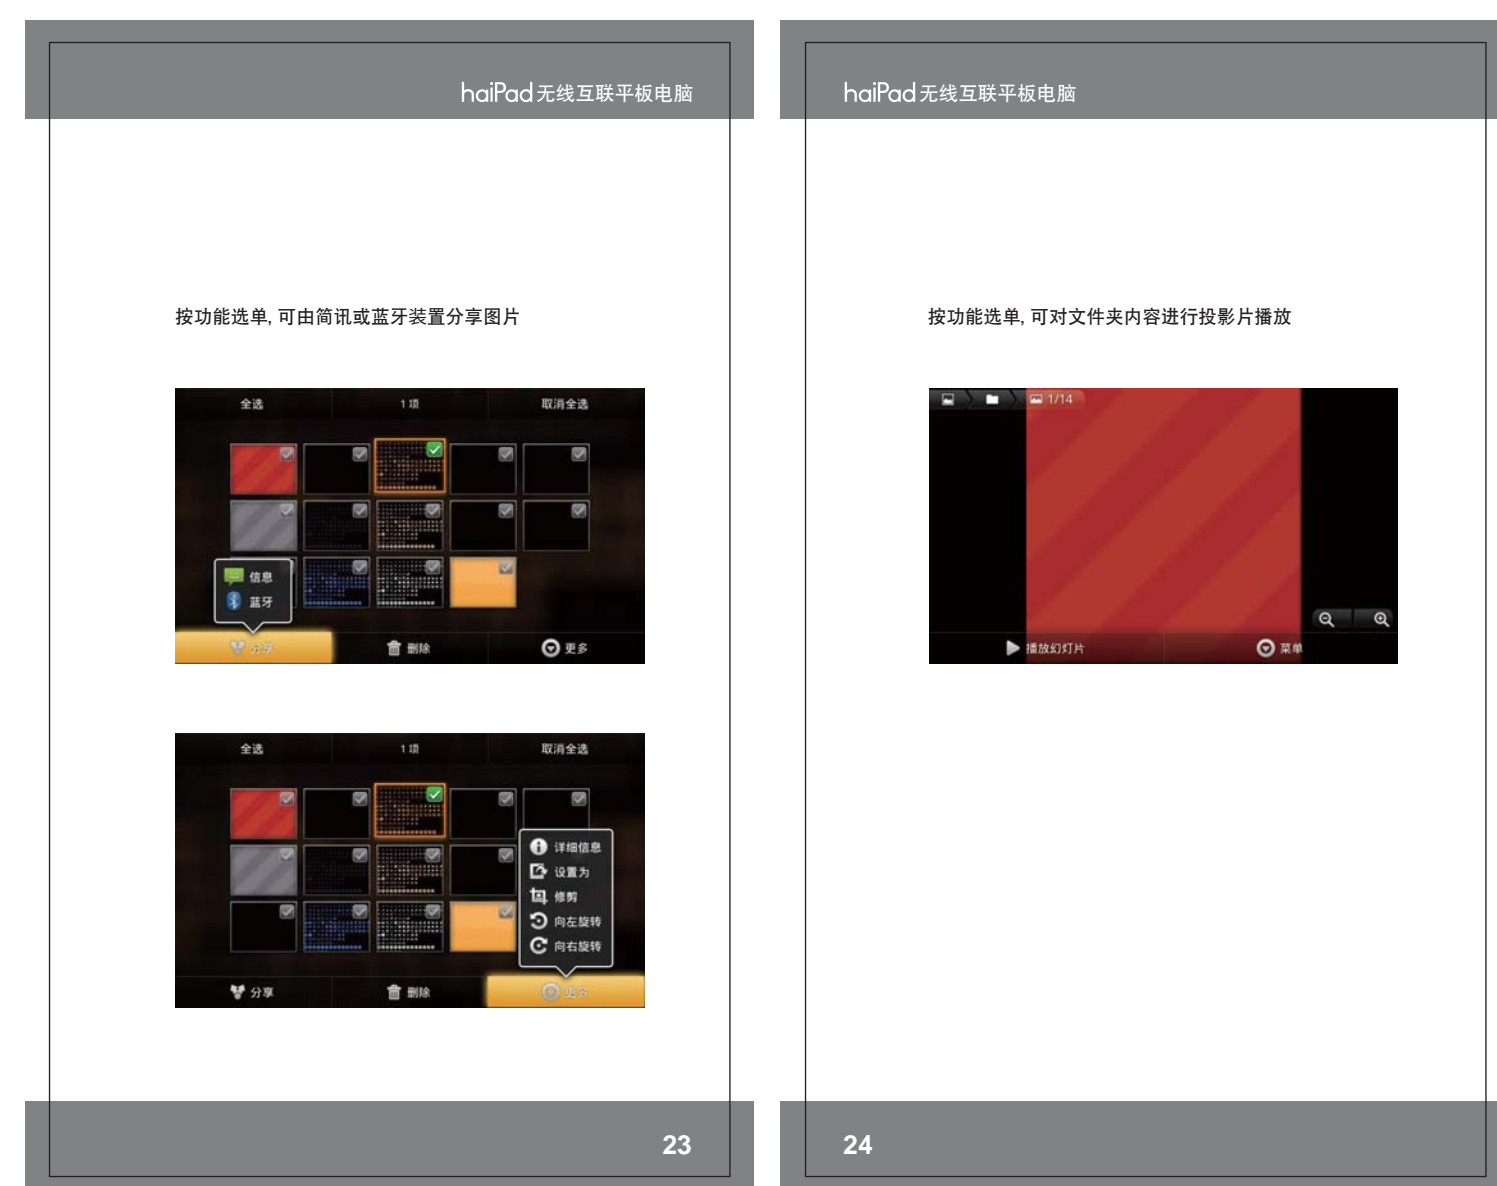 haiPad无线互联平板电脑
按功能选单, 可由简讯或蓝牙装置分享图片
全选 1 项 取消全选
信息
蓝牙
分享 删除 更多
全选 1 项 取消全选
详细信息
设置为
修剪
向左旋转
向右旋转
分享 删除 更多
23
haiPad无线互联平板电脑
按功能选单, 可对文件夹内容进行投影片播放
1/14
播放幻灯片 菜单
24